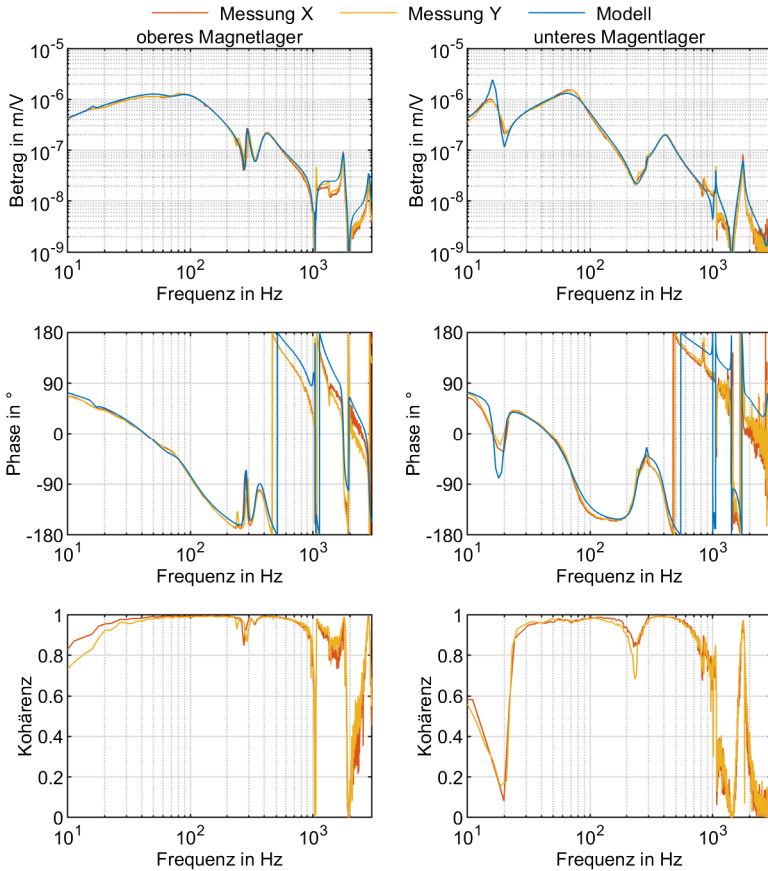 Messung X Messung Y Modell
oberes Magnetlager unteres Magentlager
10^-5 10^-5
10^-6 10^-6
10^-7 10^-7
10^-8 10^-8
10^-9 10^-9
Betrag in m/V Betrag in m/V
10^1 10^2 10^3 10^1 10^2 10^3
Frequenz in Hz Frequenz in Hz
180 180
90 90
0 0
-90 -90
-180 -180
Phase in ° Phase in °
10^1 10^2 10^3 10^1 10^2 10^3
Frequenz in Hz Frequenz in Hz
1 1
0.8 0.8
0.6 0.6
0.4 0.4
0.2 0.2
0 0
Kohärenz Kohärenz
10^1 10^2 10^3 10^1 10^2 10^3
Frequenz in Hz Frequenz in Hz